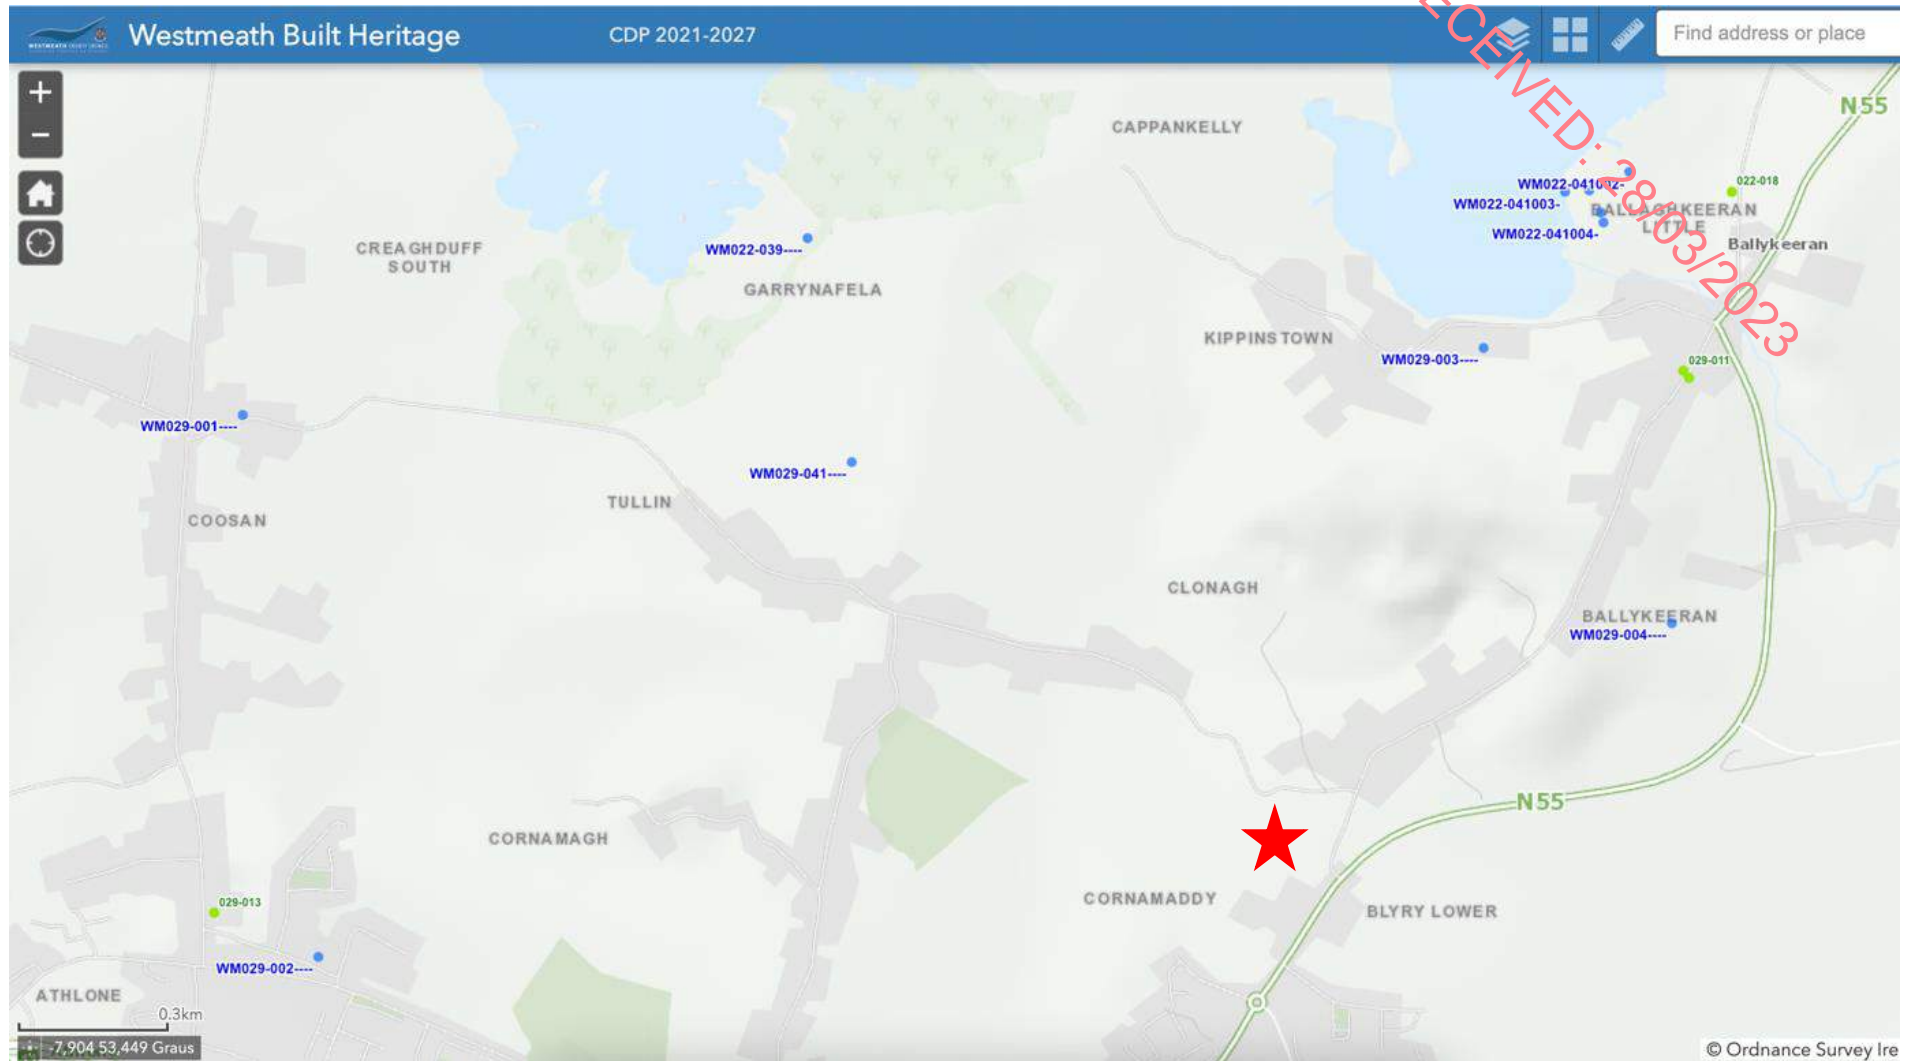 Westmeath Built Heritage
CDP 2021-2027
Find address or place
ECEIVED: 28/03/2023
+
−
N55
CAPPANKELLY
WM022-041002-
022-018
WM022-041003-
BALLAGHKEERAN
LITTLE
WM022-041004-
Ballykeeran
CREAGHDUFF
SOUTH
WM022-039----
GARRYNAFELA
KIPPINSTOWN
WM029-003----
029-011
WM029-001----
WM029-041----
TULLIN
COOSAN
CLONAGH
BALLYKEERAN
WM029-004----
N55
CORNAMAGH
CORNAMADDY
BLYRY LOWER
029-013
WM029-002----
ATHLONE
0.3km
-7,904 53,449 Graus
© Ordnance Survey Ire